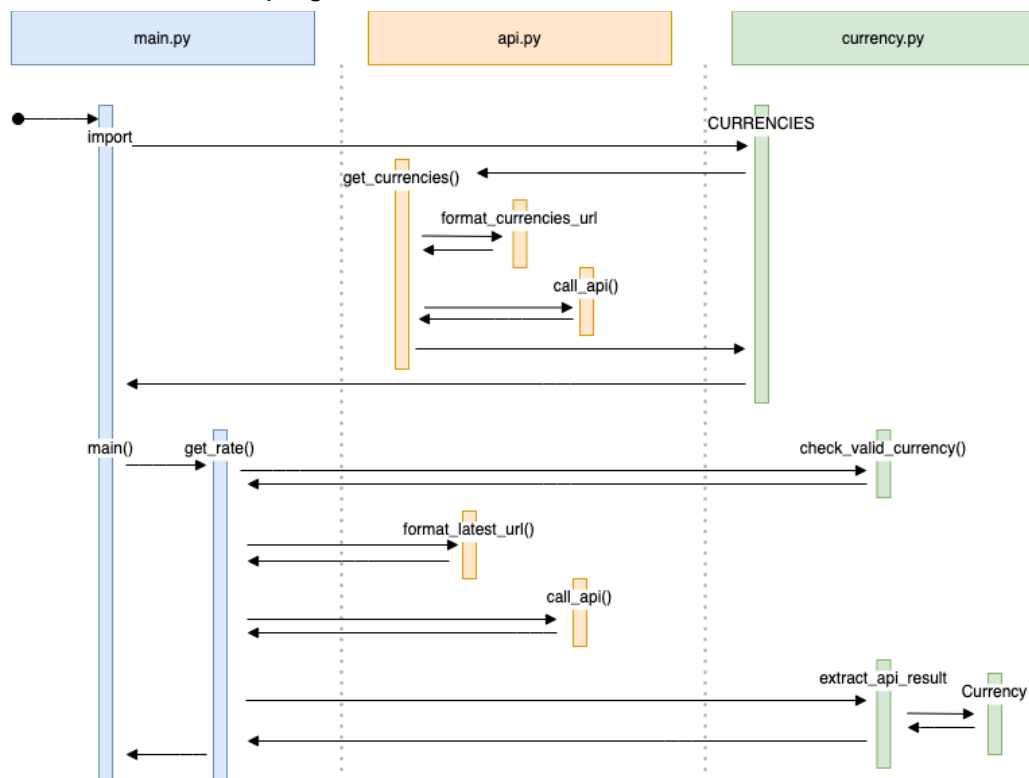 main.py
api.py
currency.py
import
CURRENCIES
get_currencies()
format_currencies_url
call_api()
main()
get_rate()
check_valid_currency()
format_latest_url()
call_api()
extract_api_result
Currency